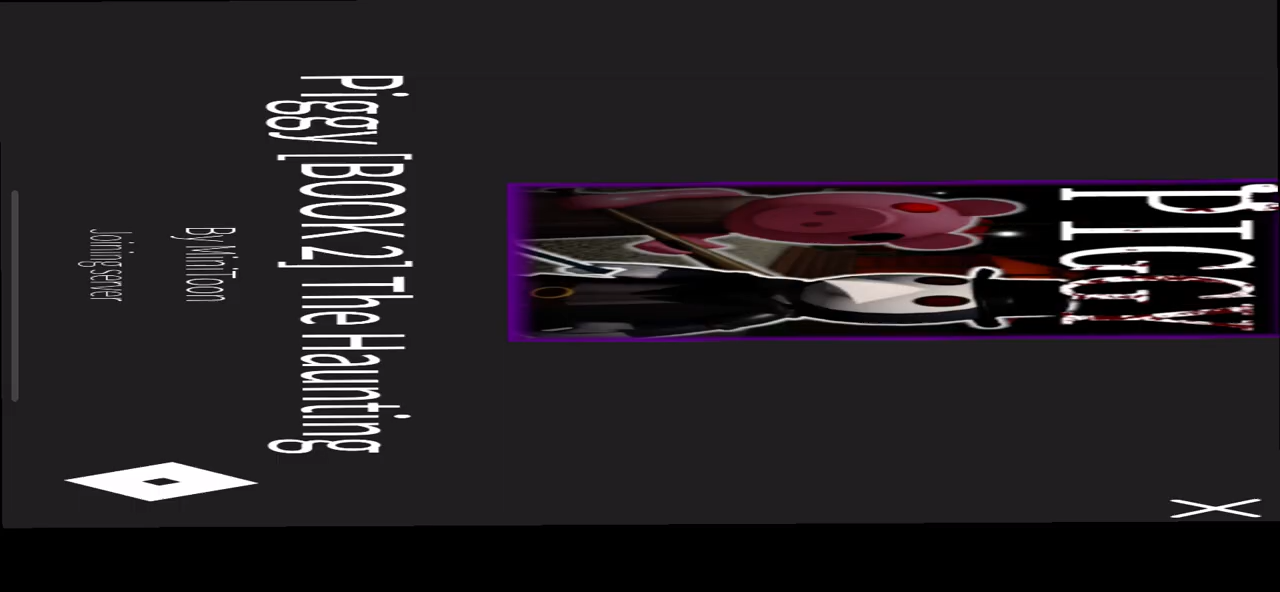 PIGGY
Piggy [BOOK 2] The Haunting
By MiniToon
Joining server